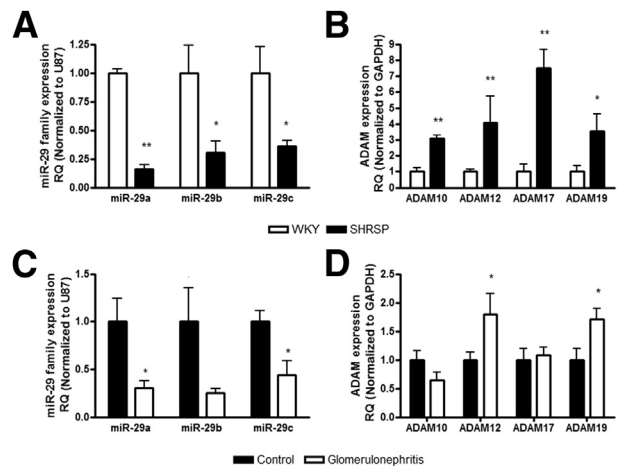 A
miR-29 family expression
RQ (Normalized to U87)
1.25
1.00
0.75
0.50
0.25
0.00
**
*
*
miR-29a miR-29b miR-29c
B
ADAM expression
RQ (Normalized to GAPDH)
9
8
7
6
5
4
3
2
1
0
**
**
**
*
ADAM10 ADAM12 ADAM17 ADAM19
WKY SHRSP
C
miR-29 family expression
RQ (Normalized to U87)
1.5
1.0
0.5
0.0
*
*
miR-29a miR-29b miR-29c
D
ADAM expression
RQ (Normalized to GAPDH)
2.5
2.0
1.5
1.0
0.5
0.0
*
*
ADAM10 ADAM12 ADAM17 ADAM19
Control Glomerulonephritis